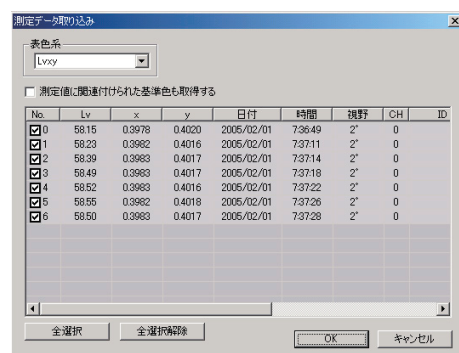 測定データ取り込み
表色系
Lvxy
測定値に関連付けられた基準色も取得する
No. Lv x y 日付 時間 視野 CH ID
0 58.15 0.3978 0.4020 2005/02/01 7:36:49 2° 0
1 58.23 0.3982 0.4016 2005/02/01 7:37:11 2° 0
2 58.39 0.3983 0.4017 2005/02/01 7:37:14 2° 0
3 58.49 0.3983 0.4017 2005/02/01 7:37:18 2° 0
4 58.52 0.3983 0.4016 2005/02/01 7:37:22 2° 0
5 58.55 0.3982 0.4018 2005/02/01 7:37:26 2° 0
6 58.50 0.3983 0.4017 2005/02/01 7:37:28 2° 0
全選択 全選択解除 OK キャンセル